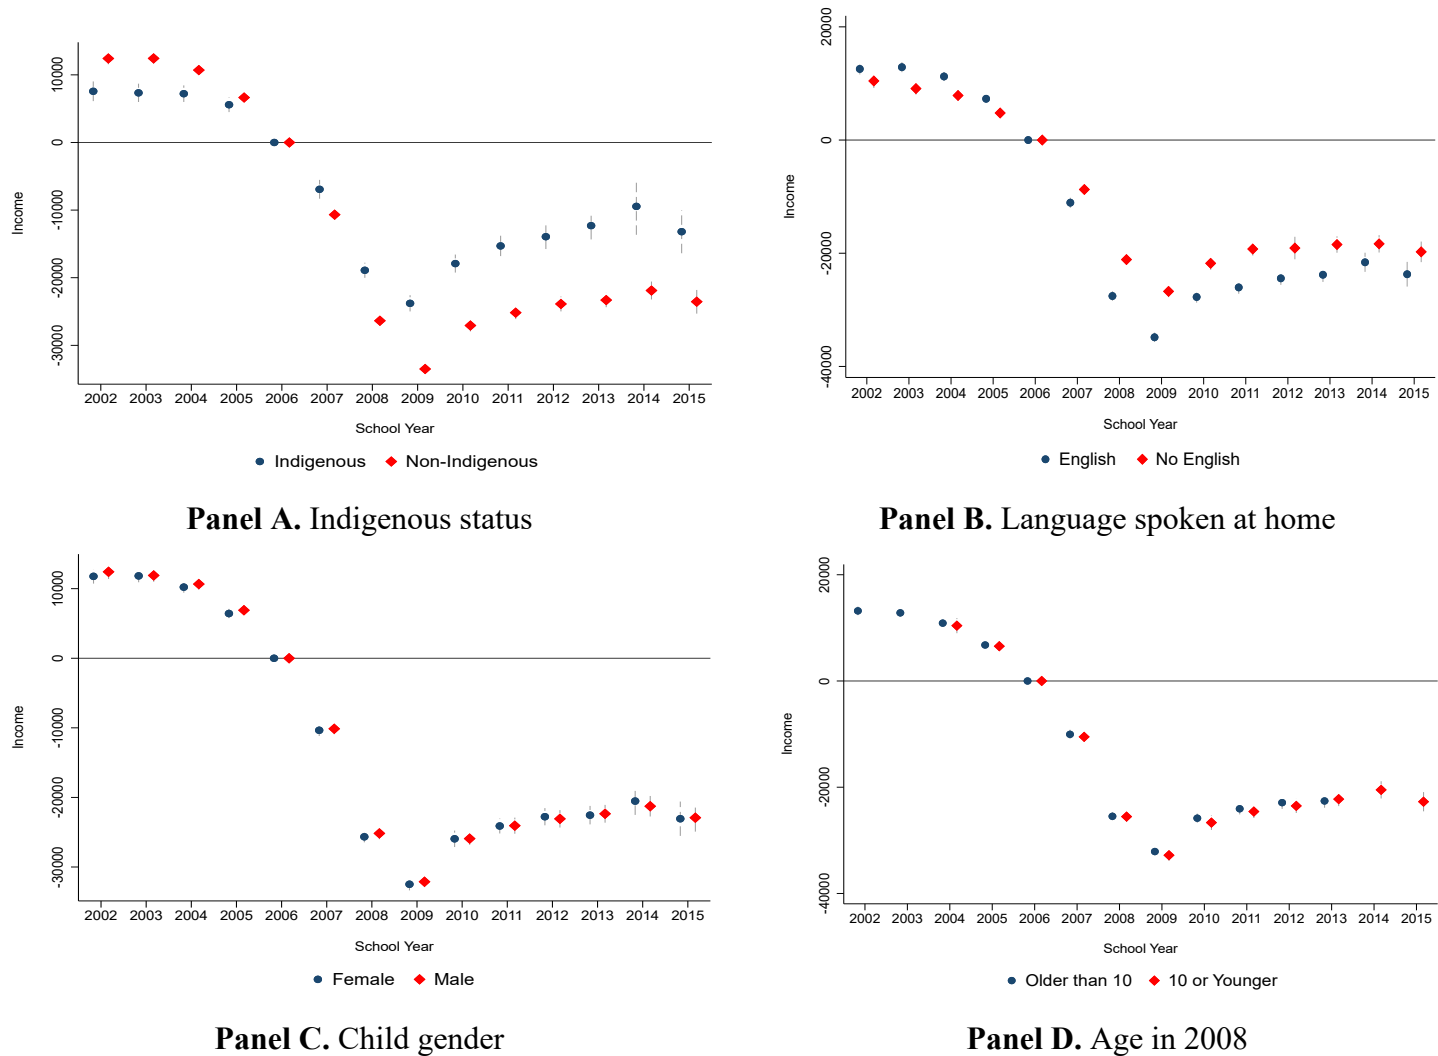 10000
0
-10000
-20000
-30000
Income
2002 2003 2004 2005 2006 2007 2008 2009 2010 2011 2012 2013 2014 2015
School Year
Indigenous Non-Indigenous
Panel A. Indigenous status
20000
0
-20000
-40000
Income
2002 2003 2004 2005 2006 2007 2008 2009 2010 2011 2012 2013 2014 2015
School Year
English No English
Panel B. Language spoken at home
10000
0
-10000
-20000
-30000
Income
2002 2003 2004 2005 2006 2007 2008 2009 2010 2011 2012 2013 2014 2015
School Year
Female Male
Panel C. Child gender
20000
0
-20000
-40000
Income
2002 2003 2004 2005 2006 2007 2008 2009 2010 2011 2012 2013 2014 2015
School Year
Older than 10 10 or Younger
Panel D. Age in 2008